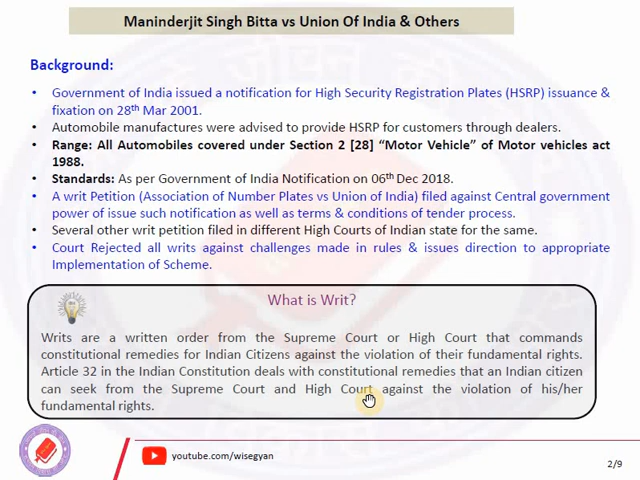 Maninderjit Singh Bitta vs Union Of India & Others
Background:
• Government of India issued a notification for High Security Registration Plates (HSRP) issuance &
fixation on 28th Mar 2001.
• Automobile manufactures were advised to provide HSRP for customers through dealers.
• Range: All Automobiles covered under Section 2 [28] “Motor Vehicle” of Motor vehicles act
1988.
• Standards: As per Government of India Notification on 06th Dec 2018.
• A writ Petition (Association of Number Plates vs Union of India) filed against Central government
power of issue such notification as well as terms & conditions of tender process.
• Several other writ petition filed in different High Courts of Indian state for the same.
• Court Rejected all writs against challenges made in rules & issues direction to appropriate
Implementation of Scheme.
What is Writ?
Writs are a written order from the Supreme Court or High Court that commands
constitutional remedies for Indian Citizens against the violation of their fundamental rights.
Article 32 in the Indian Constitution deals with constitutional remedies that an Indian citizen
can seek from the Supreme Court and High Court against the violation of his/her
fundamental rights.
youtube.com/wisegyan
2/9